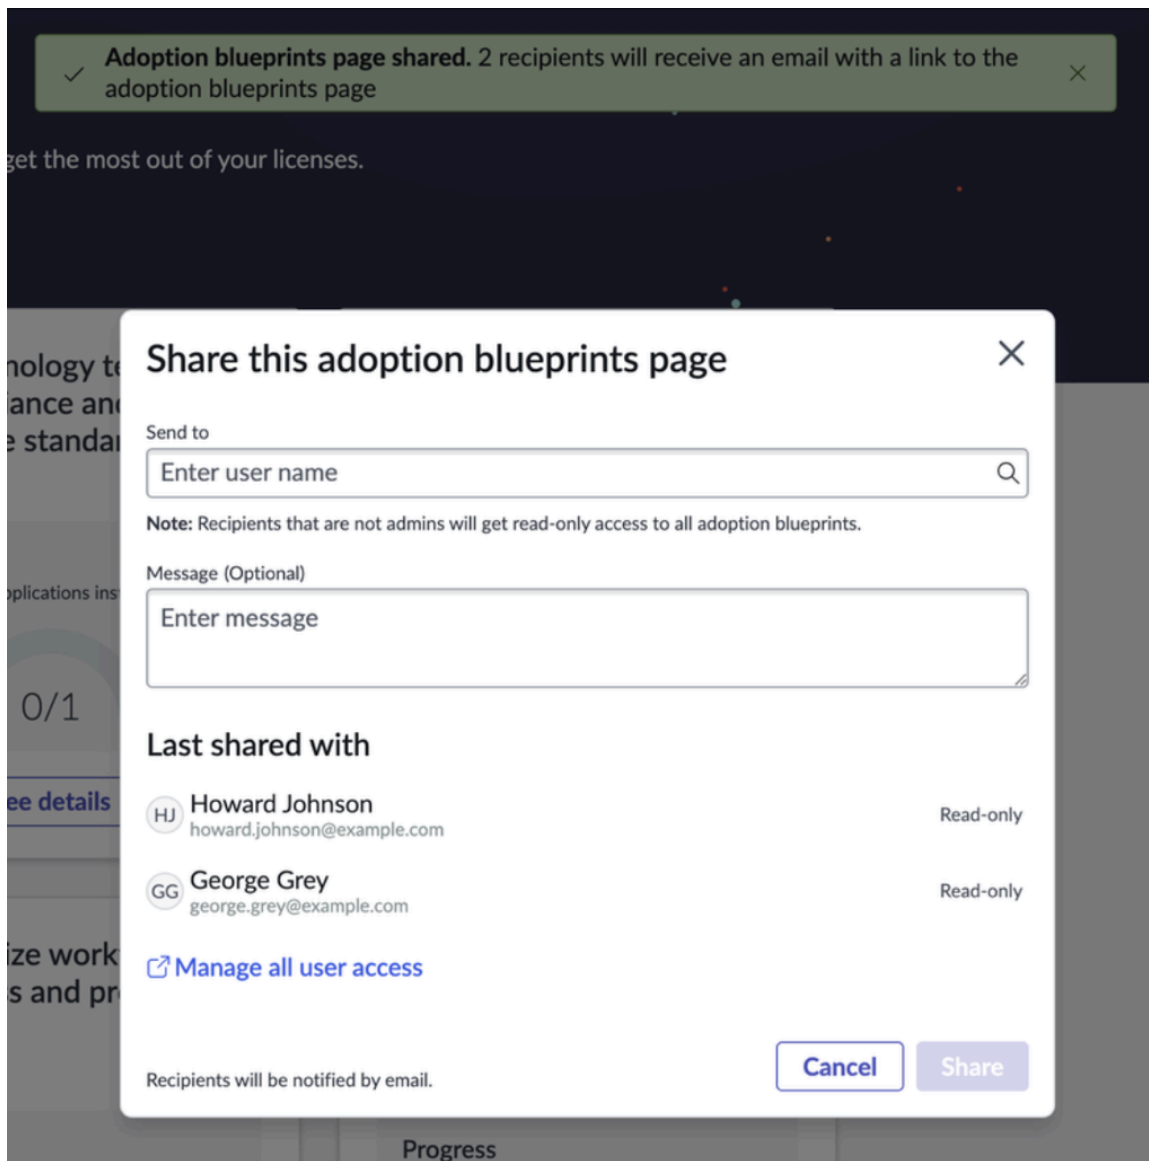 Adoption blueprints page shared. 2 recipients will receive an email with a link to the
adoption blueprints page
get the most out of your licenses.
Share this adoption blueprints page
Send to
Enter user name
Note: Recipients that are not admins will get read-only access to all adoption blueprints.
Message (Optional)
Enter message
Last shared with
HJ Howard Johnson
howard.johnson@example.com
Read-only
GG George Grey
george.grey@example.com
Read-only
Manage all user access
Recipients will be notified by email.
Cancel
Share
0/1
details
Progress